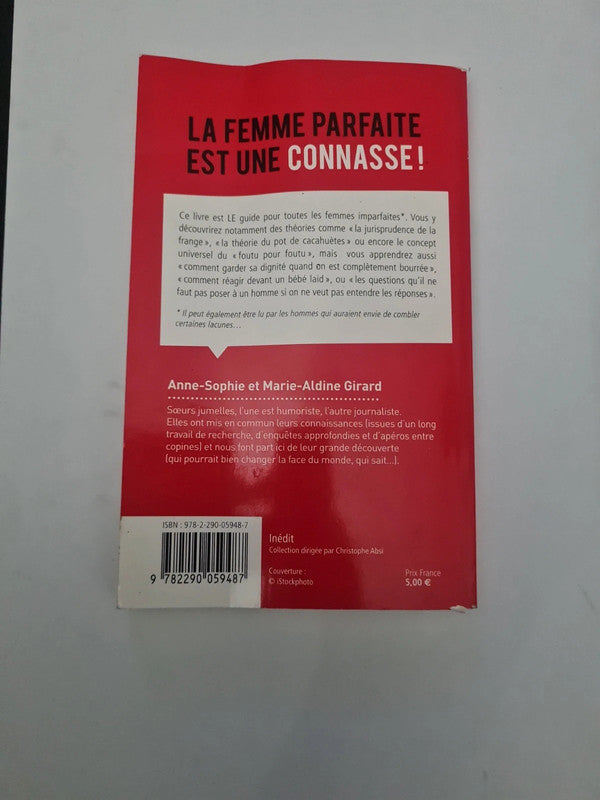 LA FEMME PARFAITE
EST UNE CONNASSE !
Ce livre est LE guide pour toutes les femmes imparfaites*. Vous y
découvrirez notamment des théories comme « la jurisprudence de la
frange », « la théorie du pot de cacahuètes » ou encore le concept
universel du « foutu pour foutu », mais vous apprendrez aussi
« comment garder sa dignité quand on est complètement bourrée »,
« comment réagir devant un bébé laid », ou « les questions qu'il ne
faut pas poser à un homme si on ne veut pas entendre les réponses ».
* Il peut également être lu par les hommes qui auraient envie de combler
certaines lacunes...
Anne-Sophie et Marie-Aldine Girard
Sœurs jumelles, l'une est humoriste, l'autre journaliste.
Elles ont mis en commun leurs connaissances (issues d'un long
travail de recherche, d'enquêtes approfondies et d'apéros entre
copines) et nous font part ici de leur grande découverte
(qui pourrait bien changer la face du monde, qui sait...).
ISBN : 978-2-290-05948-7
9 782290 059487
Inédit
Collection dirigée par Christophe Absi
Couverture :
© iStockphoto
Prix France
5,00 €